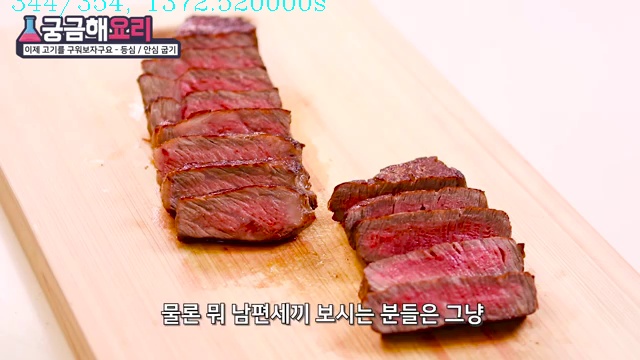 344/354, 1372.520000s
궁금해요리
이제 고기를 구워보자구요 - 등심 / 안심 굽기
물론 뭐 남편세끼 보시는 분들은 그냥